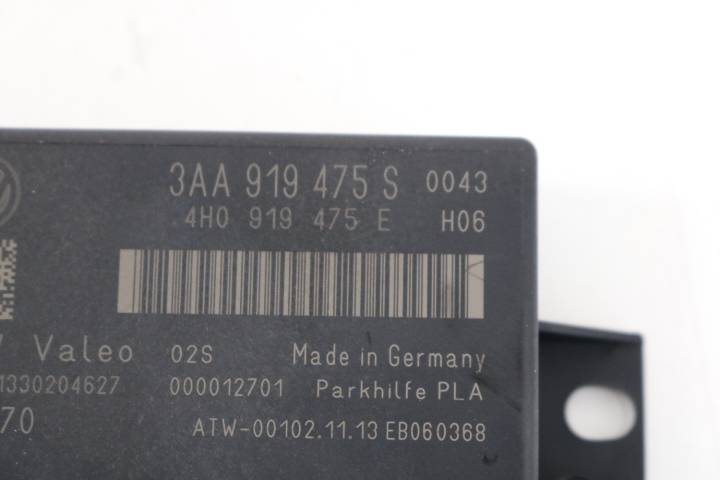 3AA 919 475 S 0043
4H0 919 475 E H06
Valeo 02S Made in Germany
1330204627 000012701 Parkhilfe PLA
7.0 ATW-00102.11.13 EB060368